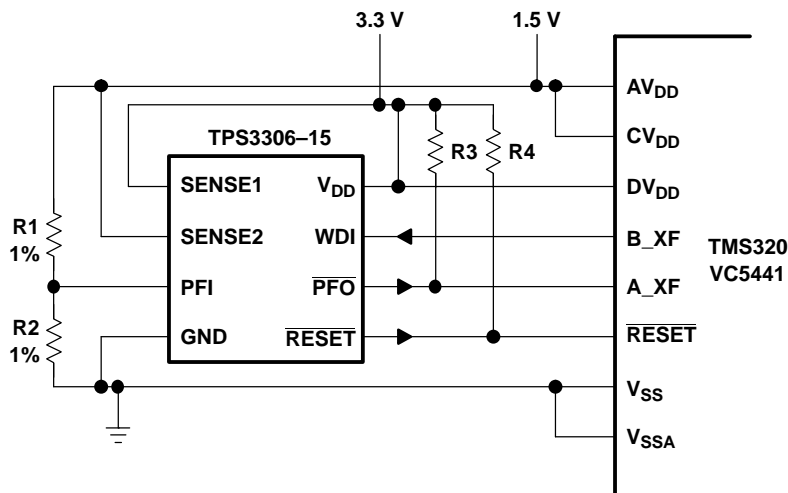 3.3 V
1.5 V
TPS3306–15
R3
R4
R1
1%
R2
1%
SENSE1
SENSE2
PFI
GND
VDD
WDI
PFO
RESET
AVDD
CVDD
DVDD
B_XF
A_XF
RESET
VSS
VSSA
TMS320
VC5441